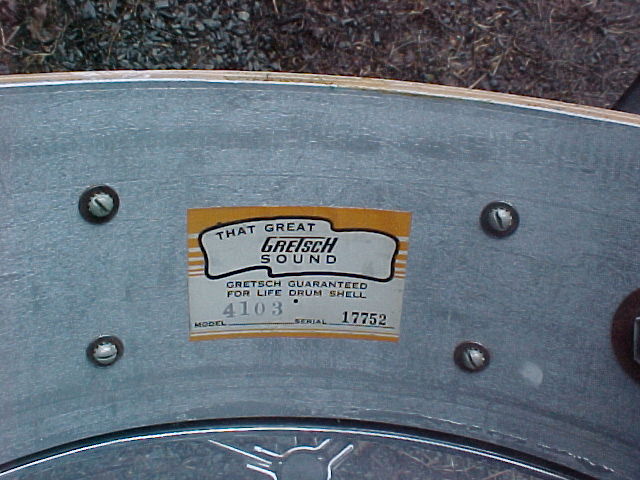 THAT GREAT
GRETSCH
SOUND
GRETSCH GUARANTEED
FOR LIFE DRUM SHELL
4103
MODEL SERIAL 17752